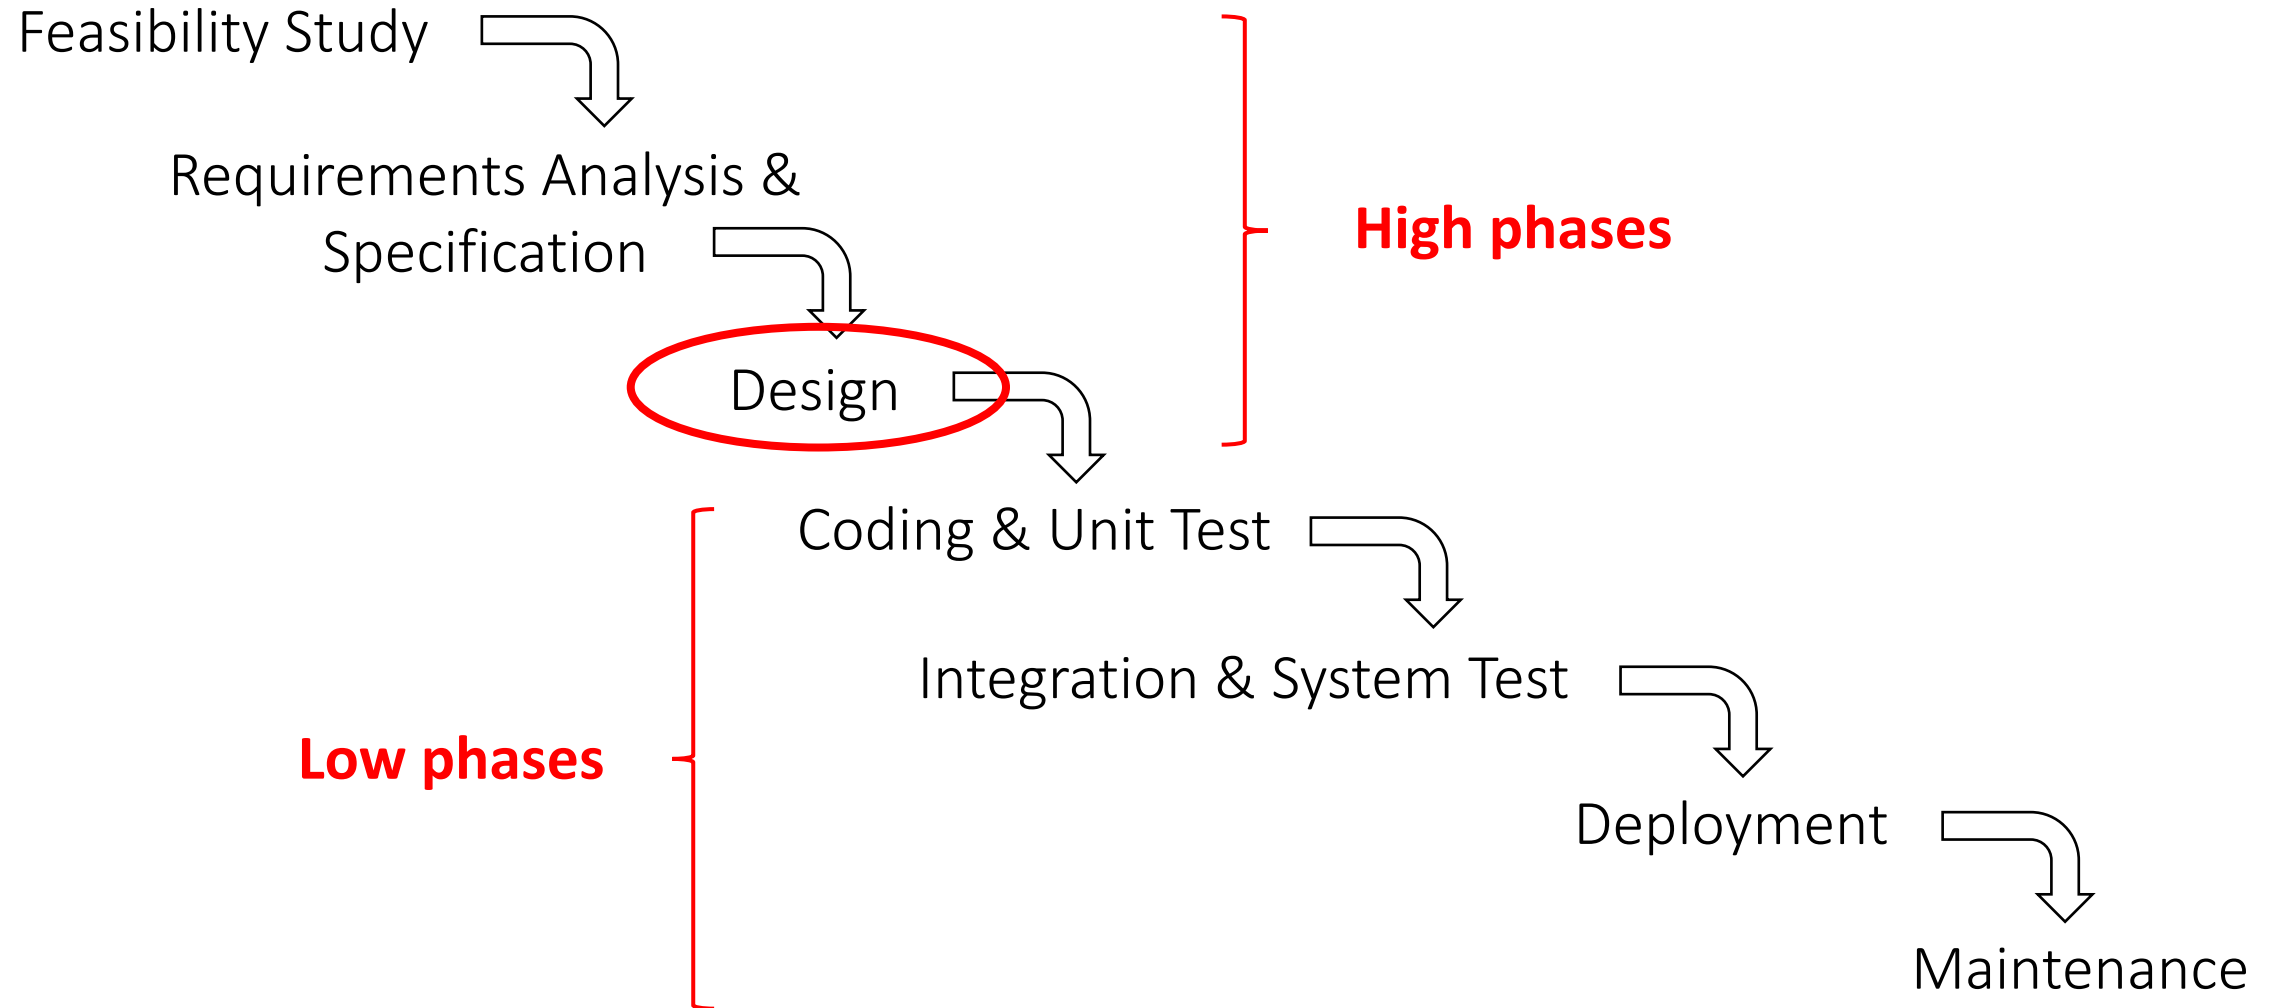 Feasibility Study
Requirements Analysis &
Specification
High phases
Design
Coding & Unit Test
Integration & System Test
Low phases
Deployment
Maintenance